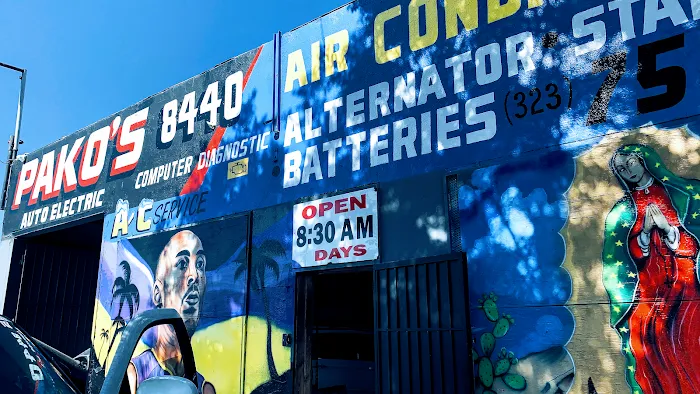 PAKO'S 8440
AUTO ELECTRIC
COMPUTER DIAGNOSTIC
A/C SERVICE
AIR COND
ALTERNATOR: STA
BATTERIES (323) 75
OPEN
8:30 AM
DAYS